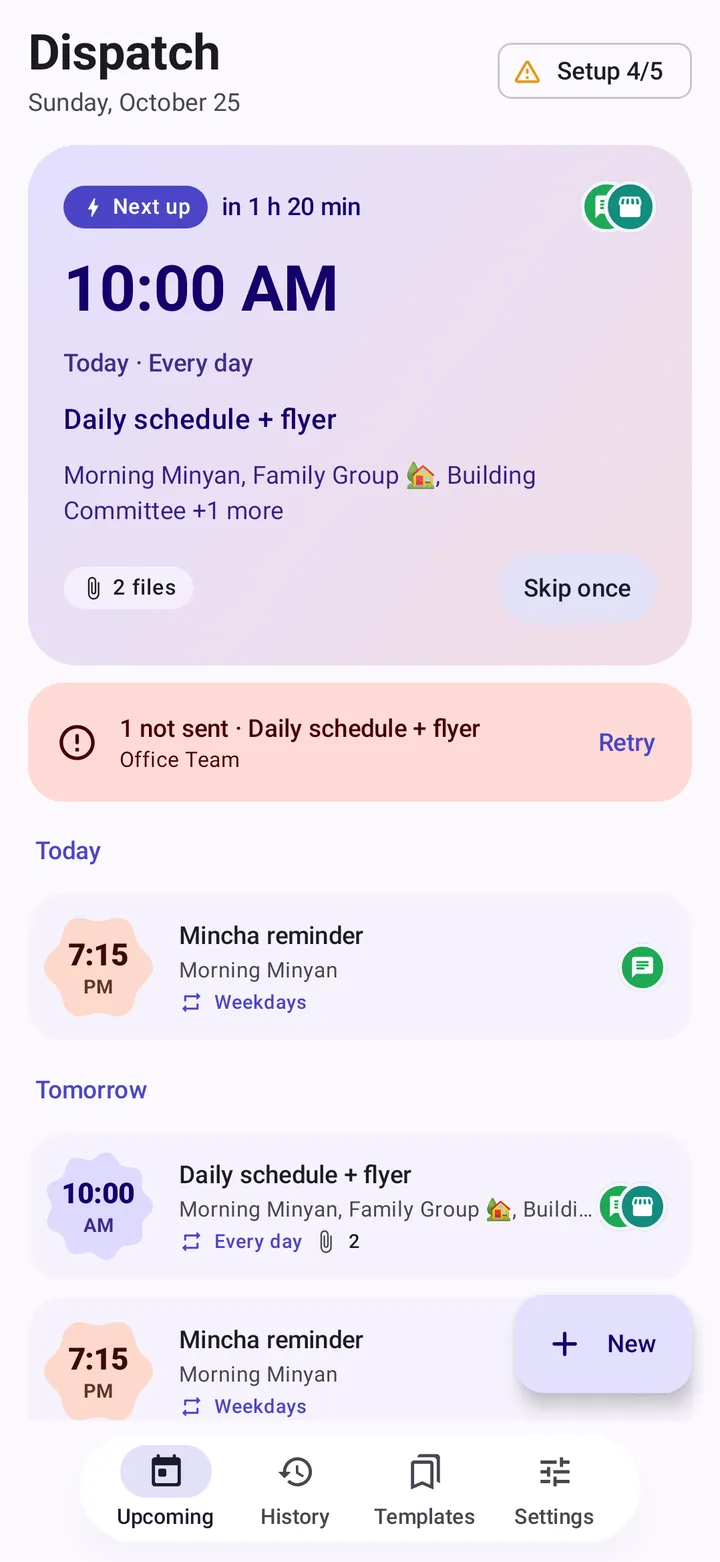 Dispatch
Sunday, October 25
Setup 4/5
Next up
in 1 h 20 min
10:00 AM
Today · Every day
Daily schedule + flyer
Morning Minyan, Family Group 🏡, Building
Committee +1 more
2 files
Skip once
1 not sent · Daily schedule + flyer
Office Team
Retry
Today
7:15
PM
Mincha reminder
Morning Minyan
Weekdays
Tomorrow
10:00
AM
Daily schedule + flyer
Morning Minyan, Family Group 🏡, Buildi...
Every day 2
7:15
PM
Mincha reminder
Morning Minyan
Weekdays
New
Upcoming
History
Templates
Settings